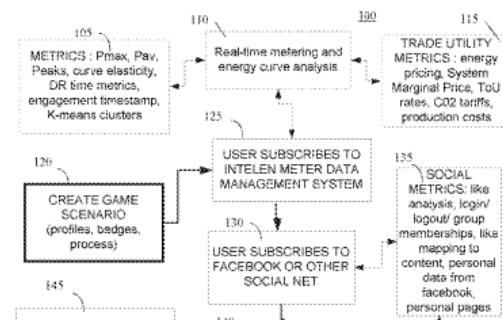 105
METRICS : Pmax, Pav,
Peaks, curve elasticity,
DR time metrics,
engagement timestamp,
K-means clusters
110
Real-time metering and
energy curve analysis
100
115
TRADE UTILITY
METRICS : energy
pricing, System
Marginal Price, ToU
rates, C02 tariffs,
production costs
120
CREATE GAME
SCENARIO
(profiles, badges,
process)
125
USER SUBSCRIBES TO
INTELEN METER DATA
MANAGEMENT SYSTEM
130
USER SUBSCRIBES TO
FACEBOOK OR OTHER
SOCIAL NET
135
SOCIAL
METRICS: like
analysis, login/
logout/ group
memberships, like
mapping to
content, personal
data from
facebook,
personal pages
145